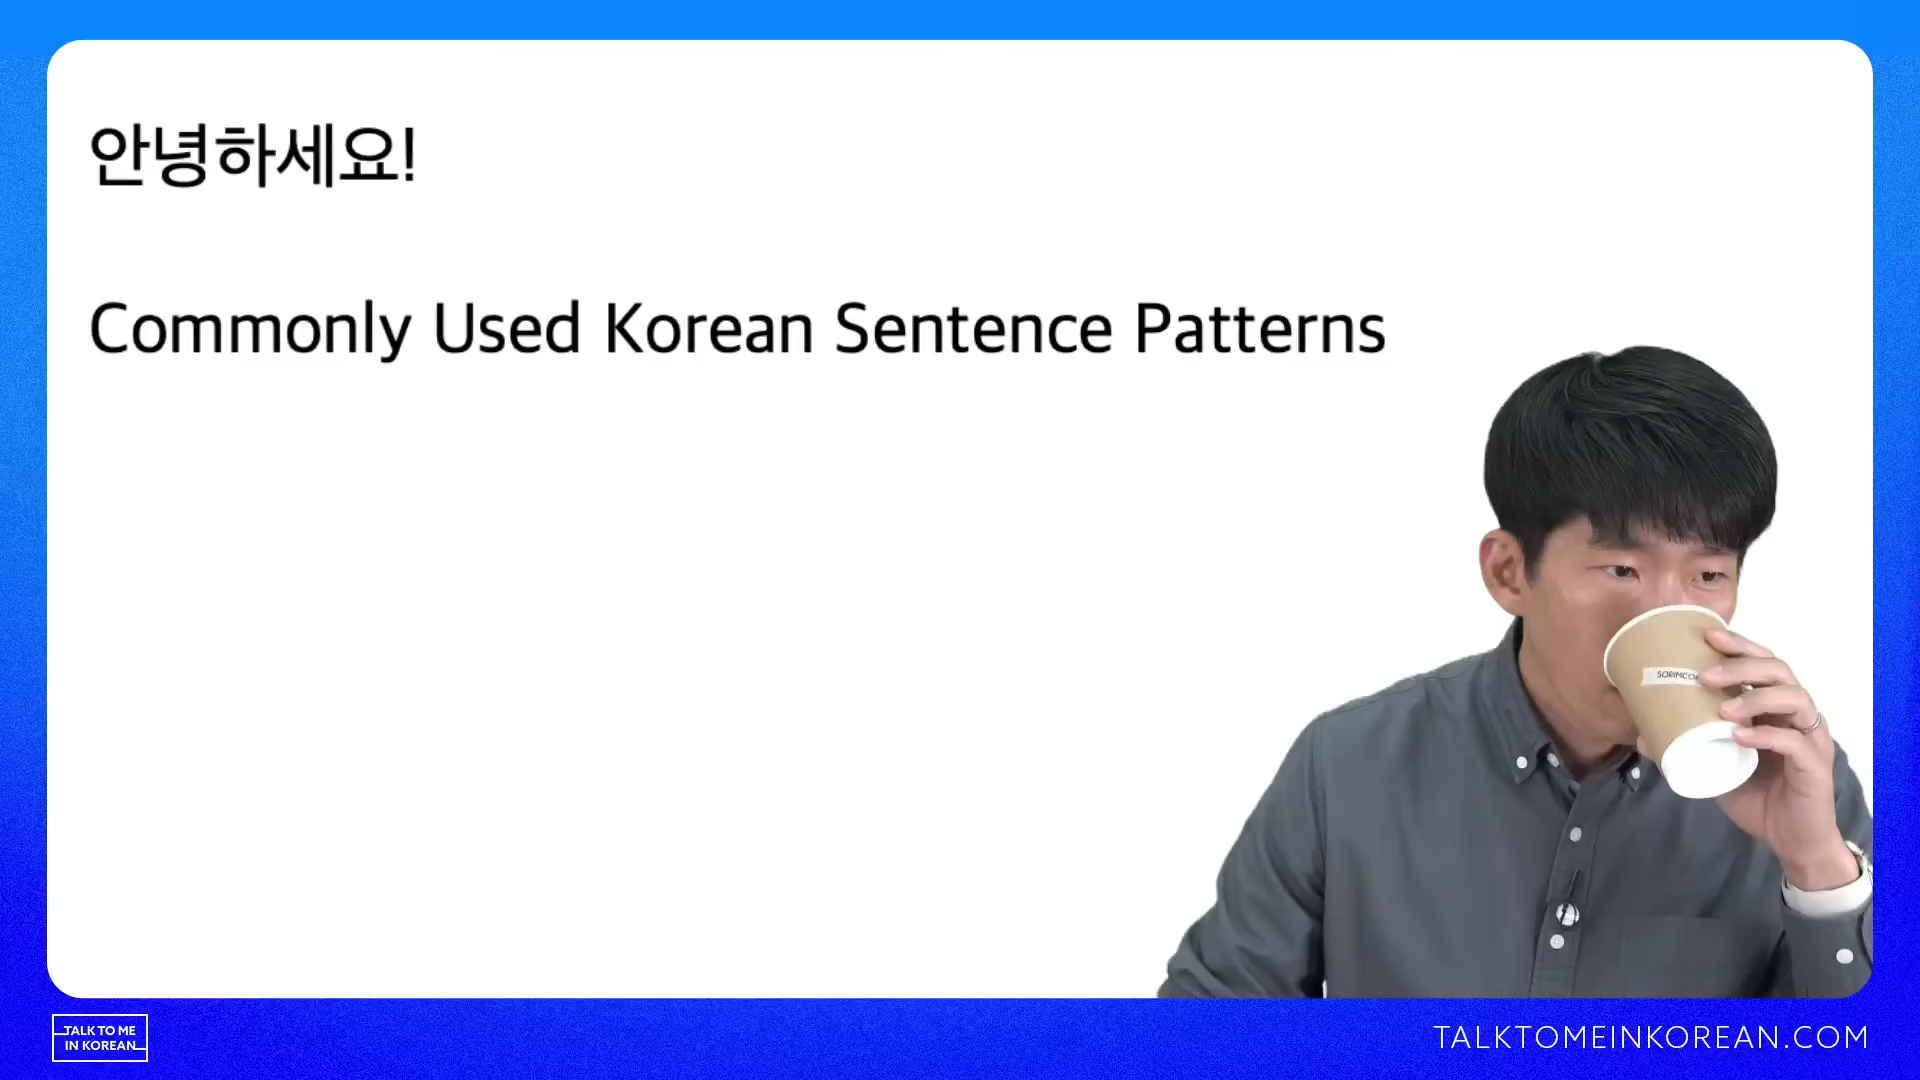 안녕하세요!
Commonly Used Korean Sentence Patterns
TALK TO ME
IN KOREAN
TALKTOMEINKOREAN.COM